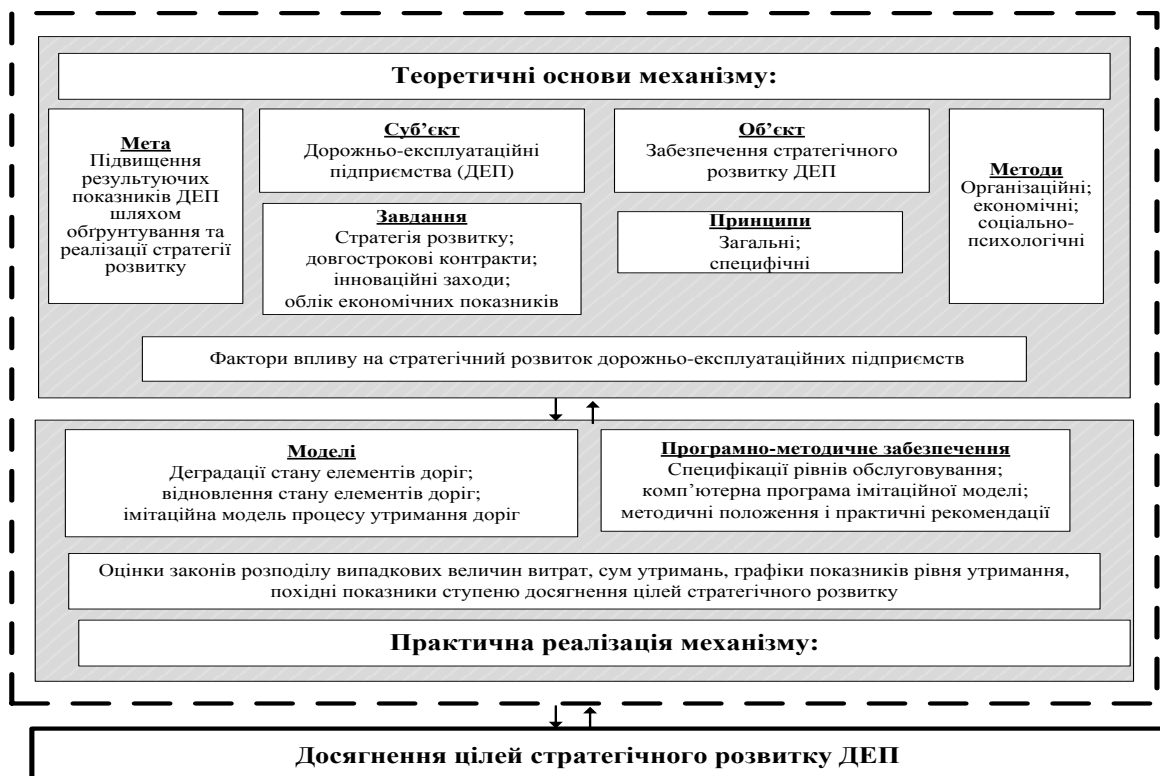 Теоретичні основи механізму:
Мета
Підвищення
результуючих
показників ДЕП
шляхом
обґрунтування та
реалізації стратегії
розвитку
Суб’єкт
Дорожньо-експлуатаційні
підприємства (ДЕП)
Об’єкт
Забезпечення стратегічного
розвитку ДЕП
Методи
Організаційні;
економічні;
соціально-
психологічні
Завдання
Стратегія розвитку;
довгострокові контракти;
інноваційні заходи;
облік економічних показників
Принципи
Загальні;
специфічні
Фактори впливу на стратегічний розвиток дорожньо-експлуатаційних підприємств
Моделі
Деградації стану елементів доріг;
відновлення стану елементів доріг;
імітаційна модель процесу утримання доріг
Програмно-методичне забезпечення
Специфікації рівнів обслуговування;
комп’ютерна програма імітаційної моделі;
методичні положення і практичні рекомендації
Оцінки законів розподілу випадкових величин витрат, сум утримань, графіки показників рівня утримання,
похідні показники ступеню досягнення цілей стратегічного розвитку
Практична реалізація механізму:
Досягнення цілей стратегічного розвитку ДЕП